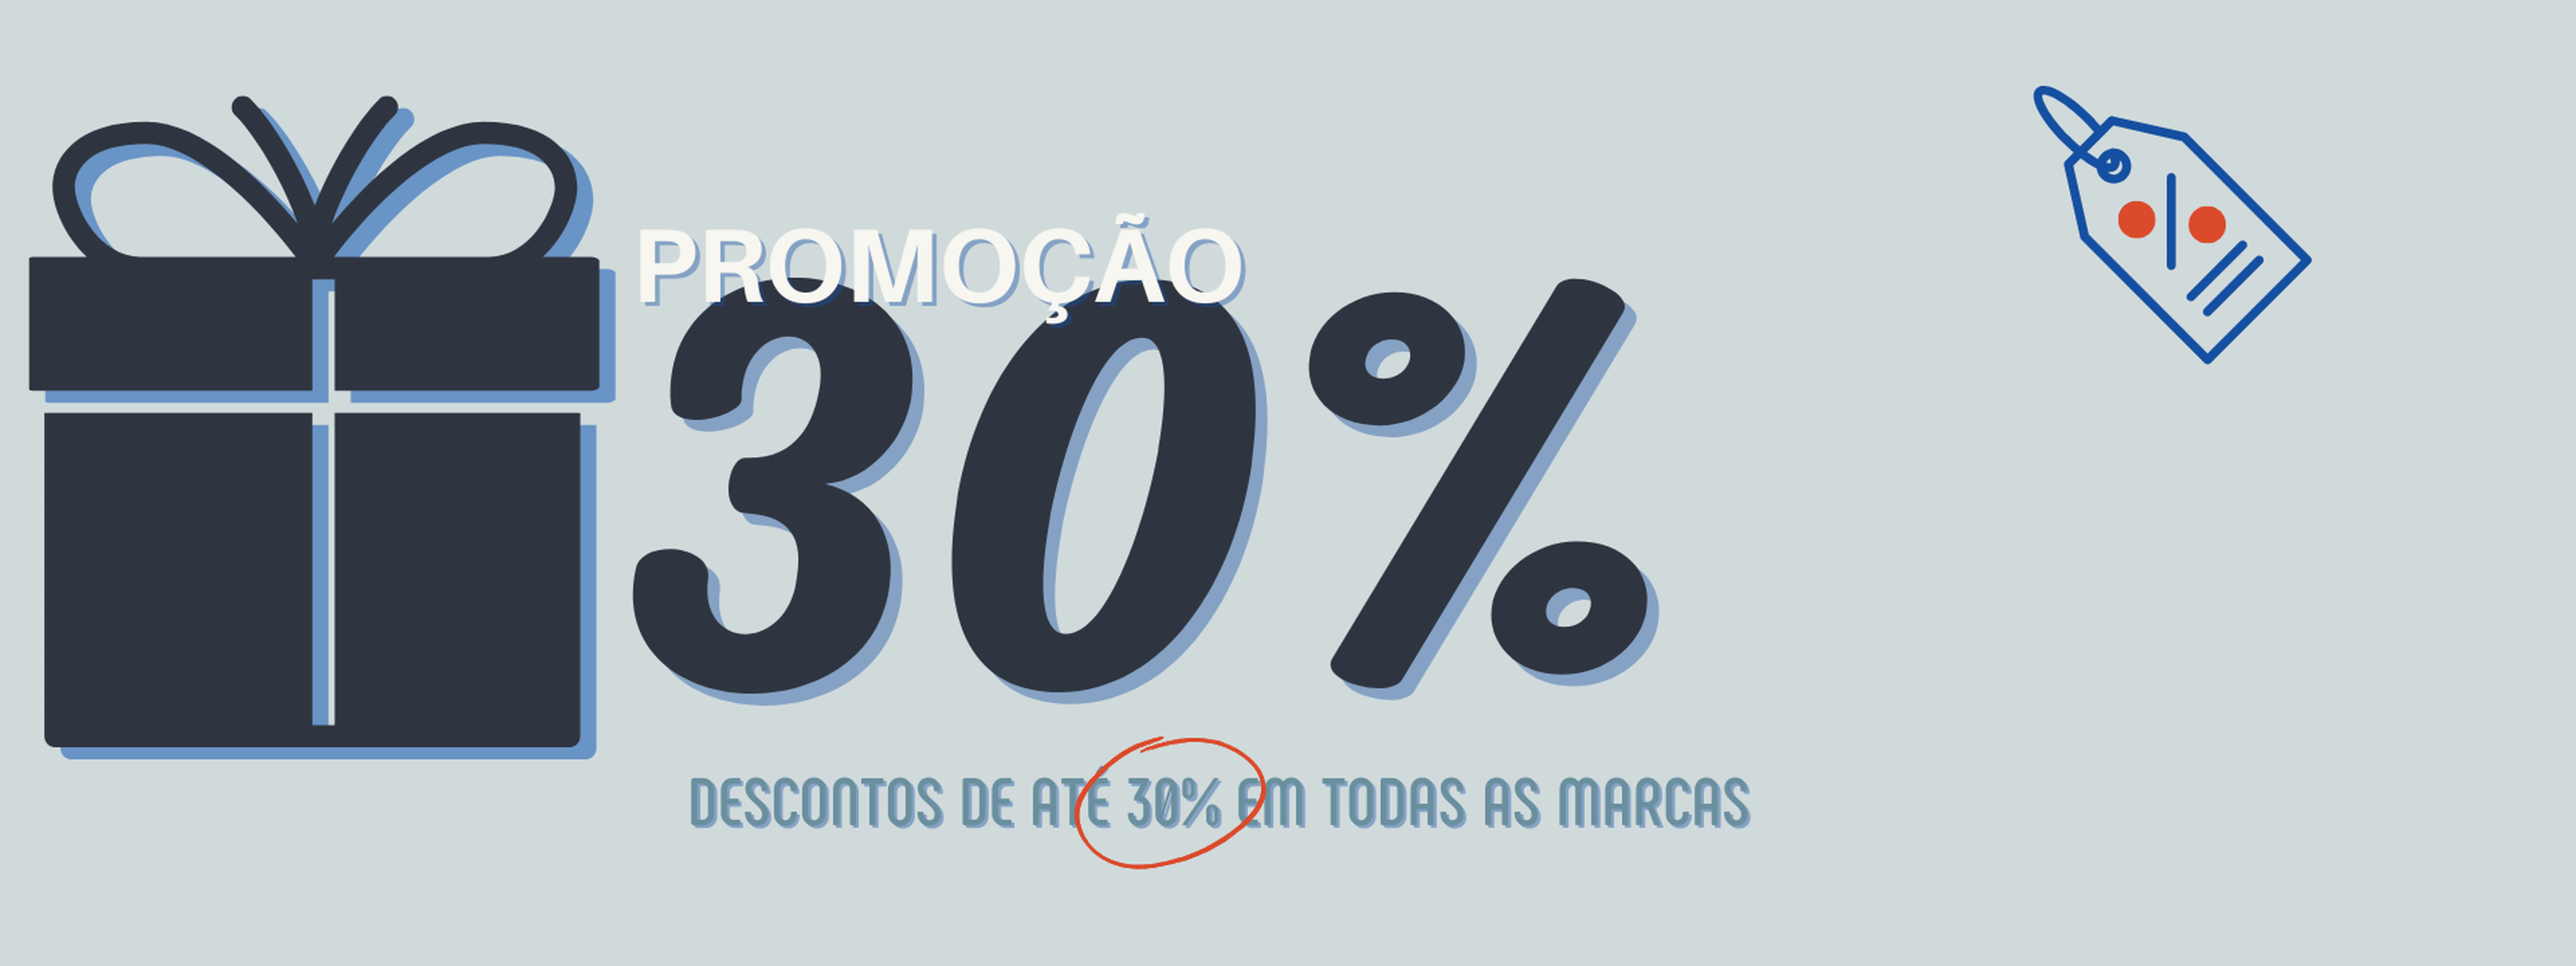 PROMOÇÃO
30%
DESCONTOS DE ATÉ 30% EM TODAS AS MARCAS